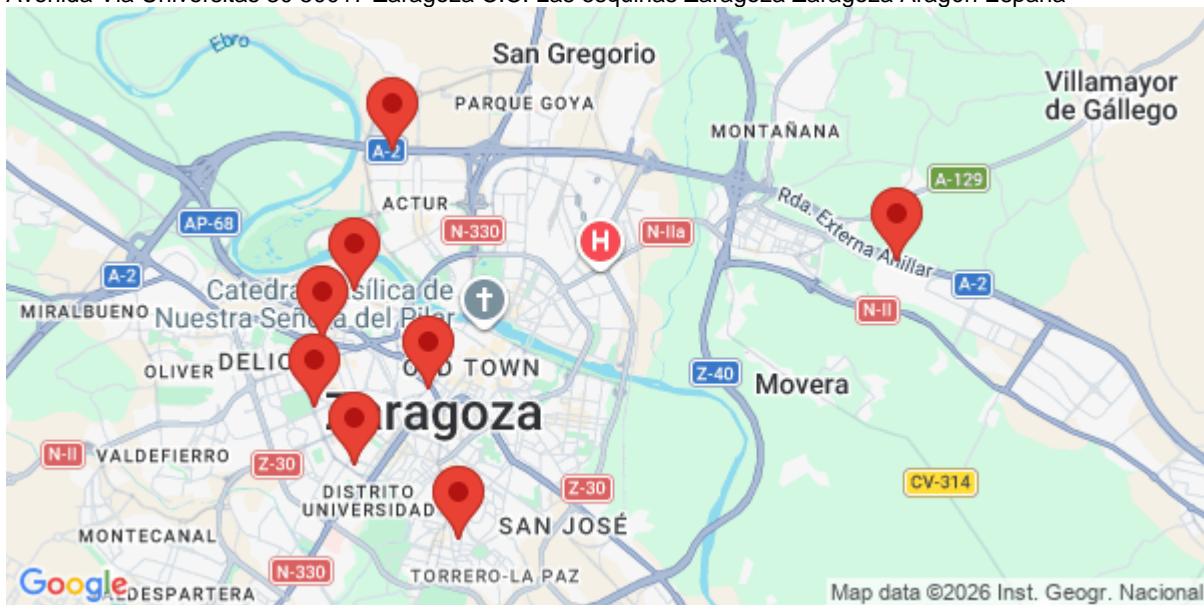 Ebro
San Gregorio
Villamayor
de Gállego
PARQUE GOYA
MONTAÑANA
A-2
A-129
ACTUR
Rda. Externa Anillar
AP-68
N-330
H
N-IIa
A-2
A-2
Catedral Basílica de
Nuestra Señora del Pilar
MIRALBUENO
N-II
OLIVER
DELIC
OLD TOWN
Z-40
Movera
Zaragoza
N-II
VALDEFIERRO
Z-30
CV-314
DISTRITO
UNIVERSIDAD
Z-30
SAN JOSÉ
MONTECANAL
N-330
TORRERO-LA PAZ
Google
DESPARTERA
Map data ©2026 Inst. Geogr. Nacional